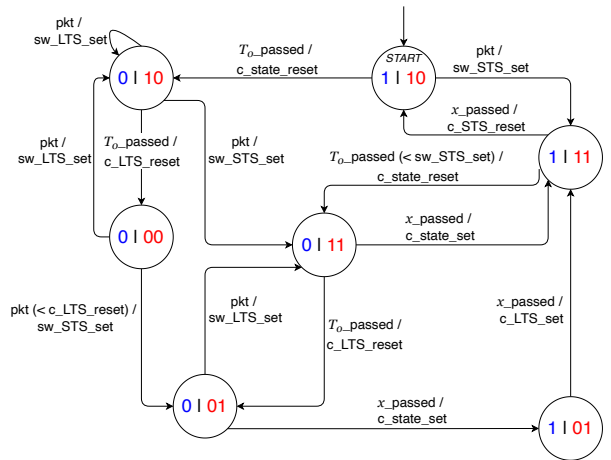 pkt /
sw_LTS_set
T_o_passed /
c_state_reset
START
1 | 10
pkt /
sw_STS_set
0 | 10
x_passed /
c_STS_reset
pkt /
sw_LTS_set
T_o_passed /
c_LTS_reset
pkt /
sw_STS_set
T_o_passed (< sw_STS_set) /
c_state_reset
1 | 11
0 | 00
0 | 11
x_passed /
c_state_set
pkt (< c_LTS_reset) /
sw_STS_set
pkt /
sw_LTS_set
T_o_passed /
c_LTS_reset
x_passed /
c_LTS_set
0 | 01
x_passed /
c_state_set
1 | 01